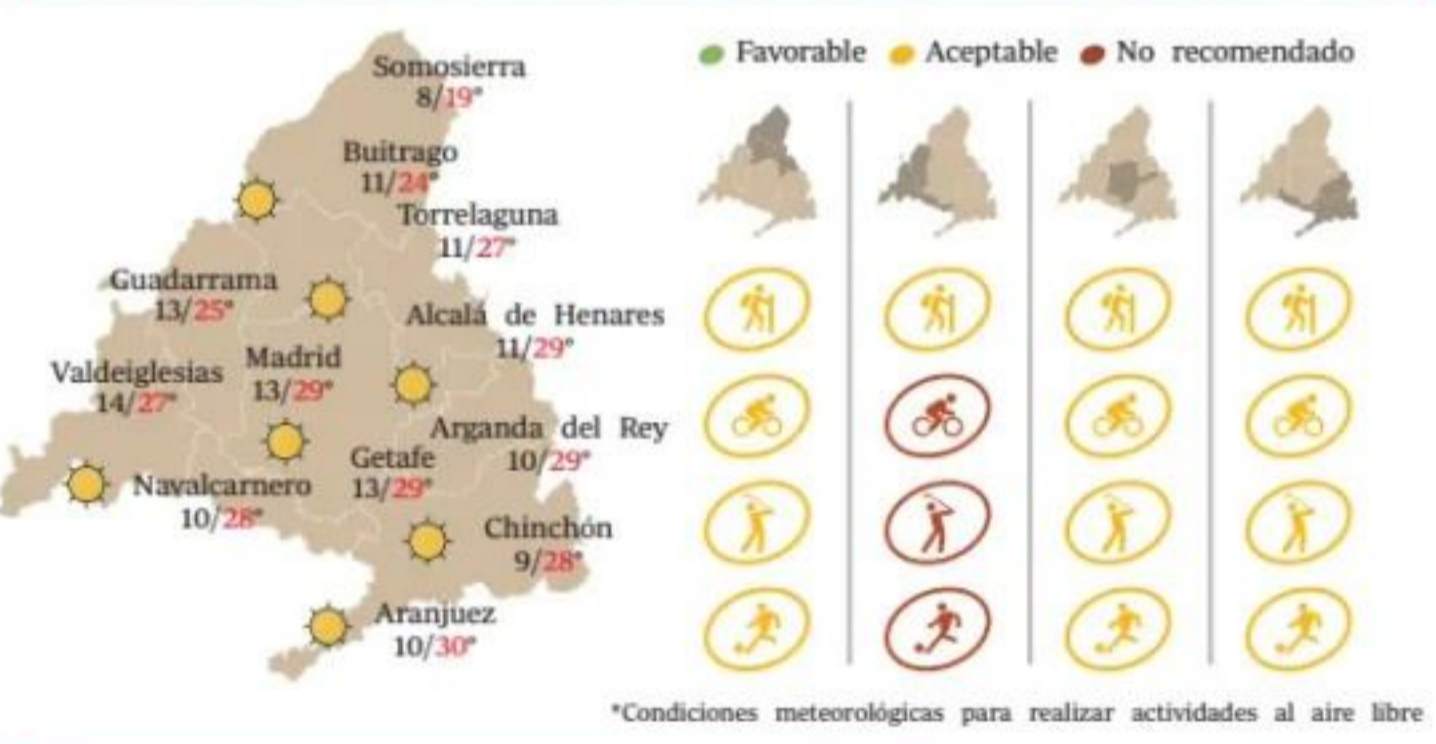 Favorable Aceptable No recomendado
Somosierra
8/19°
Buitrago
11/24°
Torrelaguna
11/27°
Guadarrama
13/25°
Alcalá de Henares
11/29°
Madrid
13/29°
Valdeiglesias
14/27°
Arganda del Rey
10/29°
Getafe
13/29°
Navalcarnero
10/28°
Chinchón
9/28°
Aranjuez
10/30°
*Condiciones meteorológicas para realizar actividades al aire libre